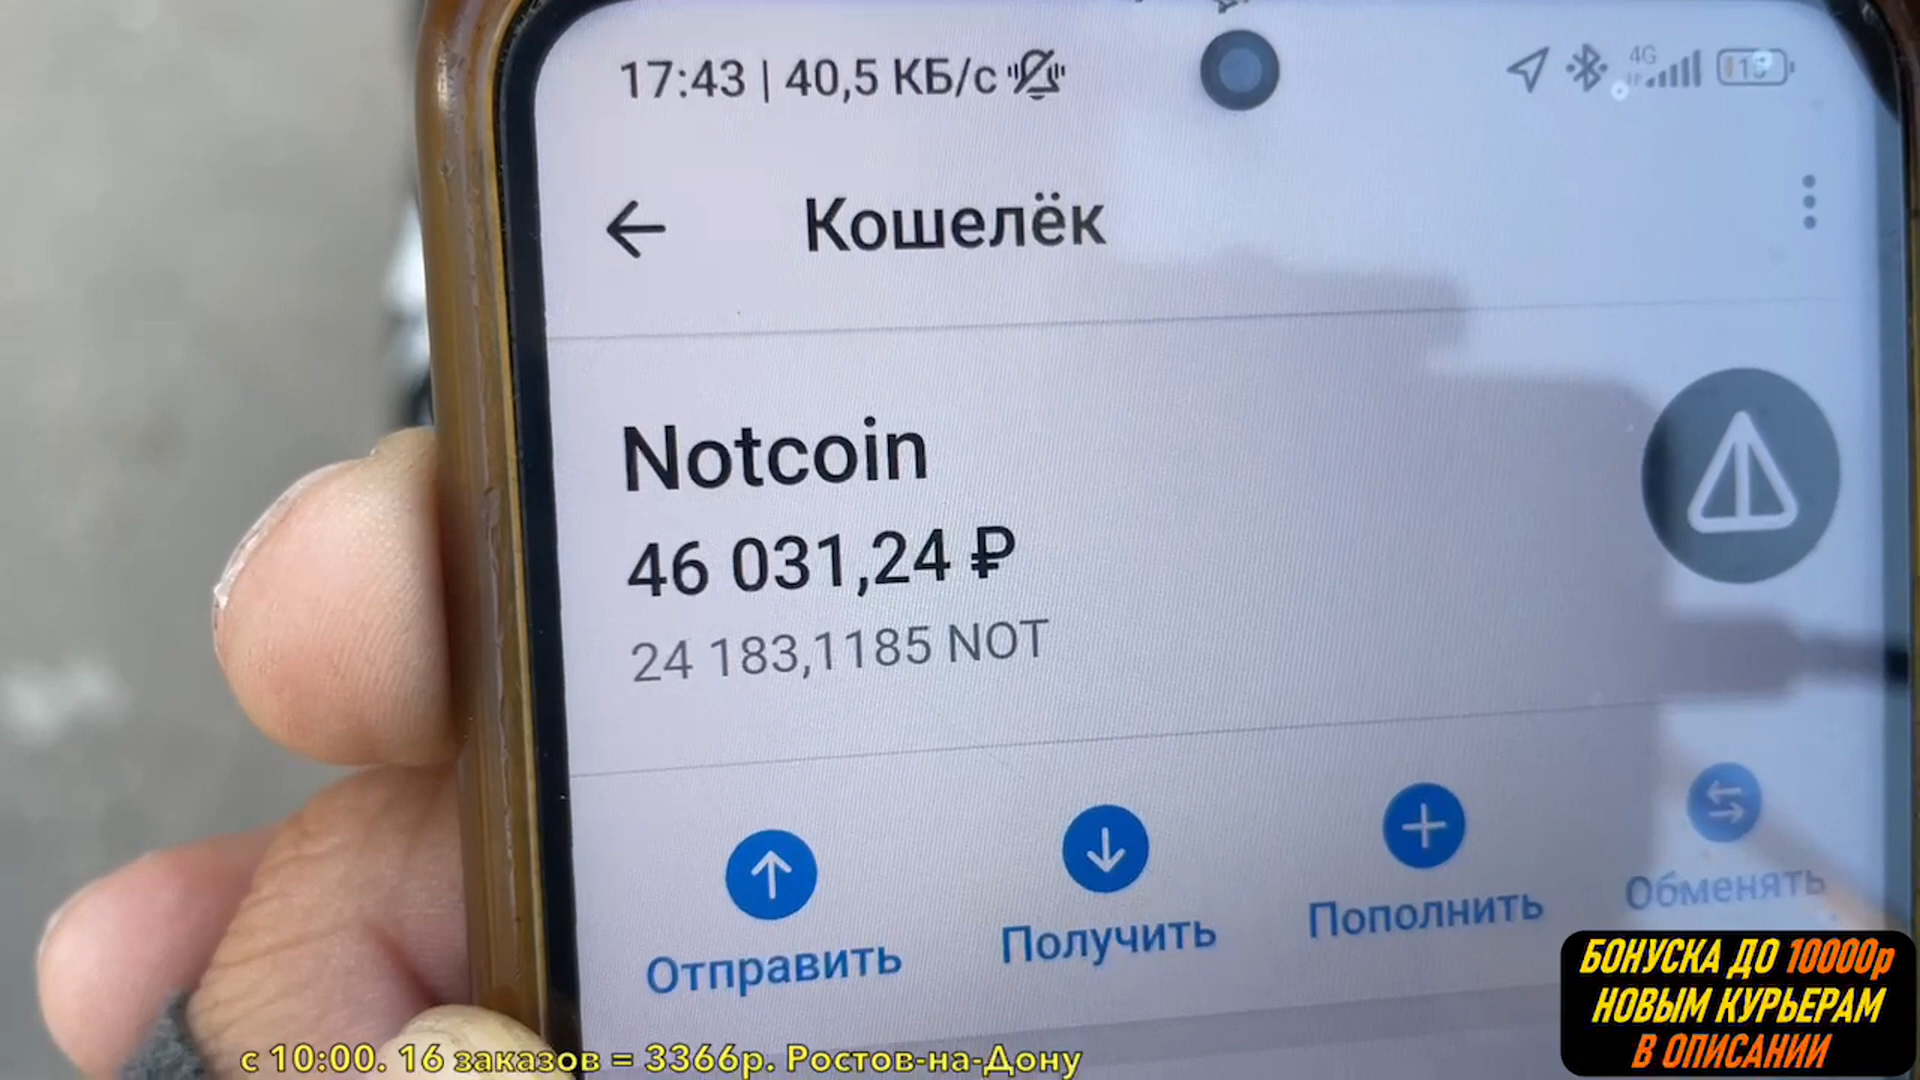 17:43 | 40,5 КБ/с
4G
Кошелёк
Notcoin
46 031,24 ₽
24 183,1185 NOT
Отправить
Получить
Пополнить
Обменять
БОНУСКА ДО 10000р
НОВЫМ КУРЬЕРАМ
В ОПИСАНИИ
с 10:00. 16 заказов = 3366р. Ростов-на-Дону